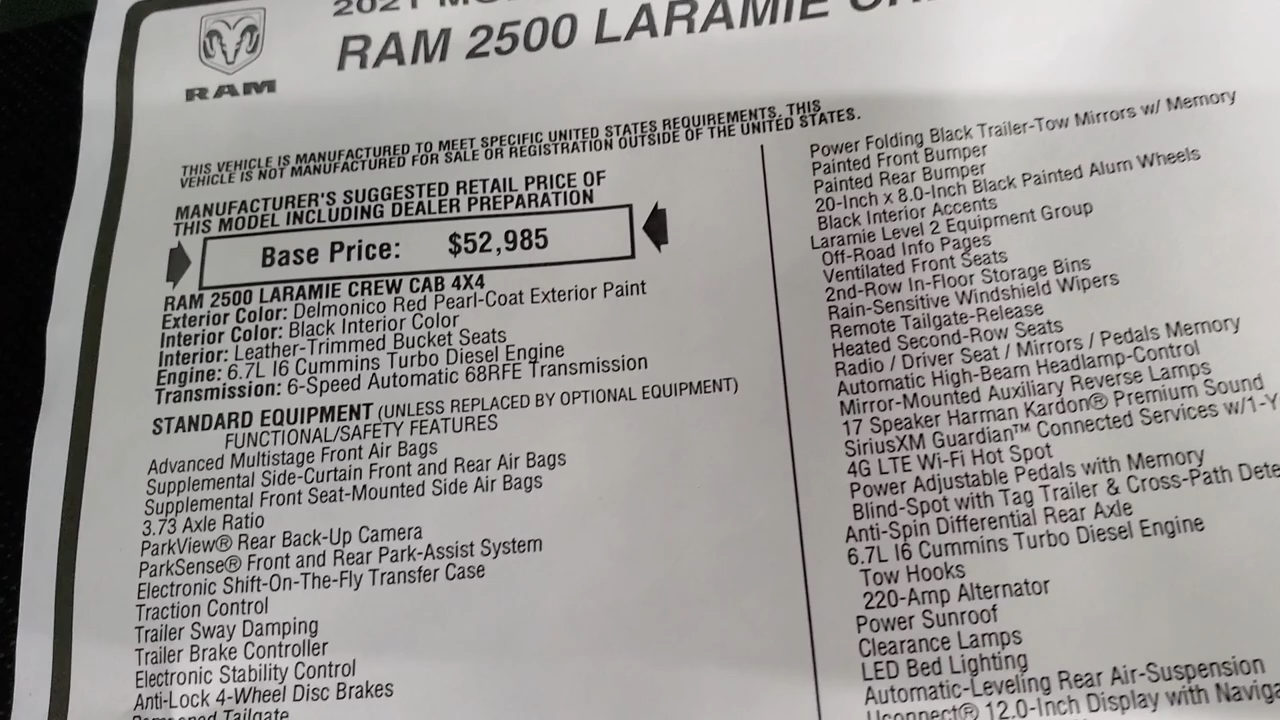 2021
RAM 2500 LARAMIE
RAM
THIS VEHICLE IS MANUFACTURED TO MEET SPECIFIC UNITED STATES REQUIREMENTS. THIS
VEHICLE IS NOT MANUFACTURED FOR SALE OR REGISTRATION OUTSIDE OF THE UNITED STATES.
MANUFACTURER'S SUGGESTED RETAIL PRICE OF
THIS MODEL INCLUDING DEALER PREPARATION
Base Price: $52,985
RAM 2500 LARAMIE CREW CAB 4X4
Exterior Color: Delmonico Red Pearl-Coat Exterior Paint
Interior Color: Black Interior Color
Interior: Leather-Trimmed Bucket Seats
Engine: 6.7L I6 Cummins Turbo Diesel Engine
Transmission: 6-Speed Automatic 68RFE Transmission
STANDARD EQUIPMENT (UNLESS REPLACED BY OPTIONAL EQUIPMENT)
FUNCTIONAL/SAFETY FEATURES
Advanced Multistage Front Air Bags
Supplemental Side-Curtain Front and Rear Air Bags
Supplemental Front Seat-Mounted Side Air Bags
3.73 Axle Ratio
ParkView® Rear Back-Up Camera
ParkSense® Front and Rear Park-Assist System
Electronic Shift-On-The-Fly Transfer Case
Traction Control
Trailer Sway Damping
Trailer Brake Controller
Electronic Stability Control
Anti-Lock 4-Wheel Disc Brakes
Tailgate
Power Folding Black Trailer-Tow Mirrors w/ Memory
Painted Front Bumper
Painted Rear Bumper
20-Inch x 8.0-Inch Black Painted Alum Wheels
Black Interior Accents
Laramie Level 2 Equipment Group
Off-Road Info Pages
Ventilated Front Seats
2nd-Row In-Floor Storage Bins
Rain-Sensitive Windshield Wipers
Remote Tailgate-Release
Heated Second-Row Seats
Radio / Driver Seat / Mirrors / Pedals Memory
Automatic High-Beam Headlamp-Control
Mirror-Mounted Auxiliary Reverse Lamps
17 Speaker Harman Kardon® Premium Sound
SiriusXM Guardian™ Connected Services w/1-Y
4G LTE Wi-Fi Hot Spot
Power Adjustable Pedals with Memory
Blind-Spot with Tag Trailer & Cross-Path Dete
Anti-Spin Differential Rear Axle
6.7L I6 Cummins Turbo Diesel Engine
Tow Hooks
220-Amp Alternator
Power Sunroof
Clearance Lamps
LED Bed Lighting
Automatic-Leveling Rear Air-Suspension
Uconnect® 12.0-Inch Display with Naviga